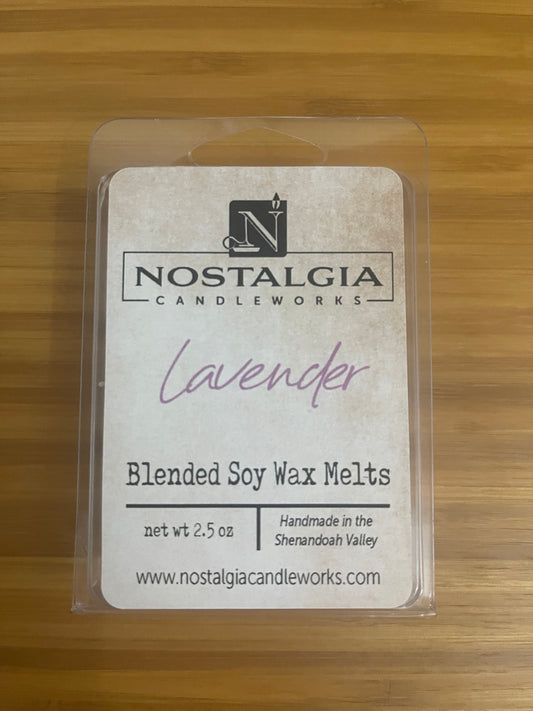 N
NOSTALGIA
CANDLEWORKS
Lavender
Blended Soy Wax Melts
net wt 2.5 oz
Handmade in the
Shenandoah Valley
www.nostalgiacandleworks.com